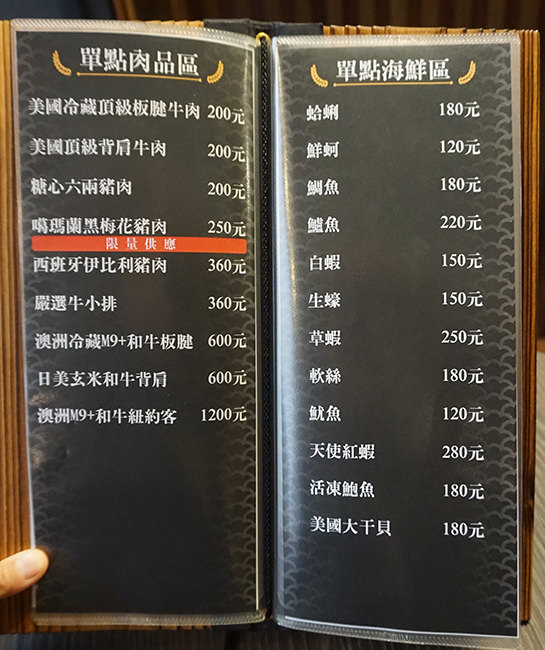 單點肉品區
美國冷藏頂級板腱牛肉 200元
美國頂級背肩牛肉 200元
糖心六兩豬肉 200元
噶瑪蘭黑梅花豬肉 250元
限量供應
西班牙伊比利豬肉 360元
嚴選牛小排 360元
澳洲冷藏M9+和牛板腱 600元
日美玄米和牛背肩 600元
澳洲M9+和牛紐約客 1200元
單點海鮮區
蛤蜊 180元
鮮蚵 120元
鯛魚 180元
鱸魚 220元
白蝦 150元
生蠔 150元
草蝦 250元
軟絲 180元
魷魚 120元
天使紅蝦 280元
活凍鮑魚 180元
美國大干貝 180元